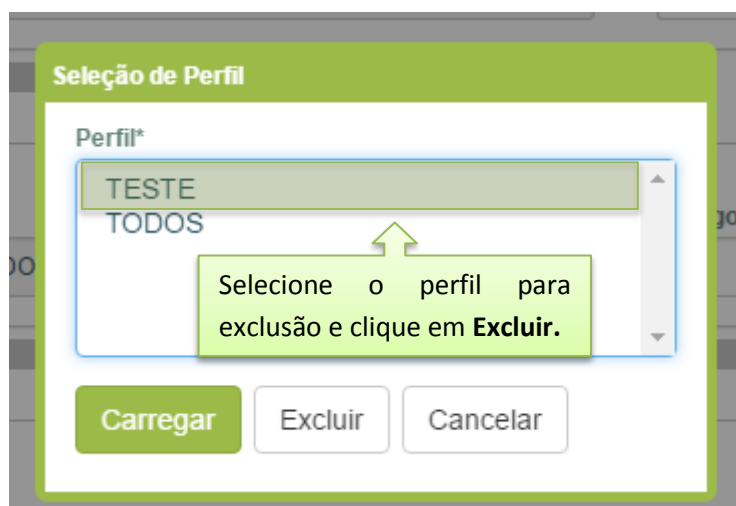 Seleção de Perfil
Perfil*
TESTE
TODOS
Selecione o perfil para
exclusão e clique em Excluir.
Carregar Excluir Cancelar